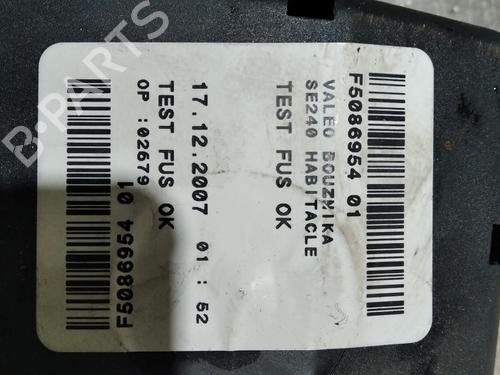 F5086954 01
VALEO BOUZNIKA
SE240 HABITACLE
TEST FUS OK
17.12.2007 01 : 52
TEST FUS OK
OP :02679
F5086954 01
B-PARTS